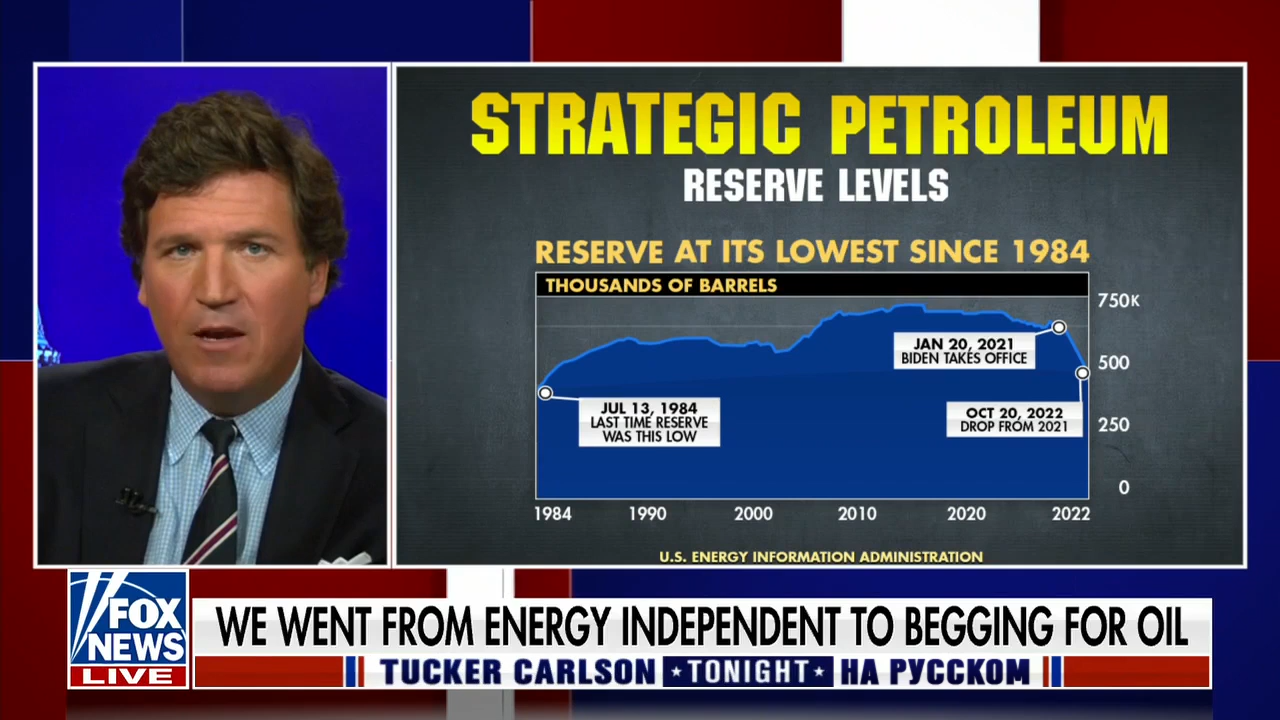 STRATEGIC PETROLEUM
RESERVE LEVELS
RESERVE AT ITS LOWEST SINCE 1984
THOUSANDS OF BARRELS
750K
500
250
0
JAN 20, 2021
BIDEN TAKES OFFICE
JUL 13, 1984
LAST TIME RESERVE
WAS THIS LOW
OCT 20, 2022
DROP FROM 2021
1984 1990 2000 2010 2020 2022
U.S. ENERGY INFORMATION ADMINISTRATION
FOX
NEWS
LIVE
WE WENT FROM ENERGY INDEPENDENT TO BEGGING FOR OIL
TUCKER CARLSON TONIGHT НА РУССКОМ